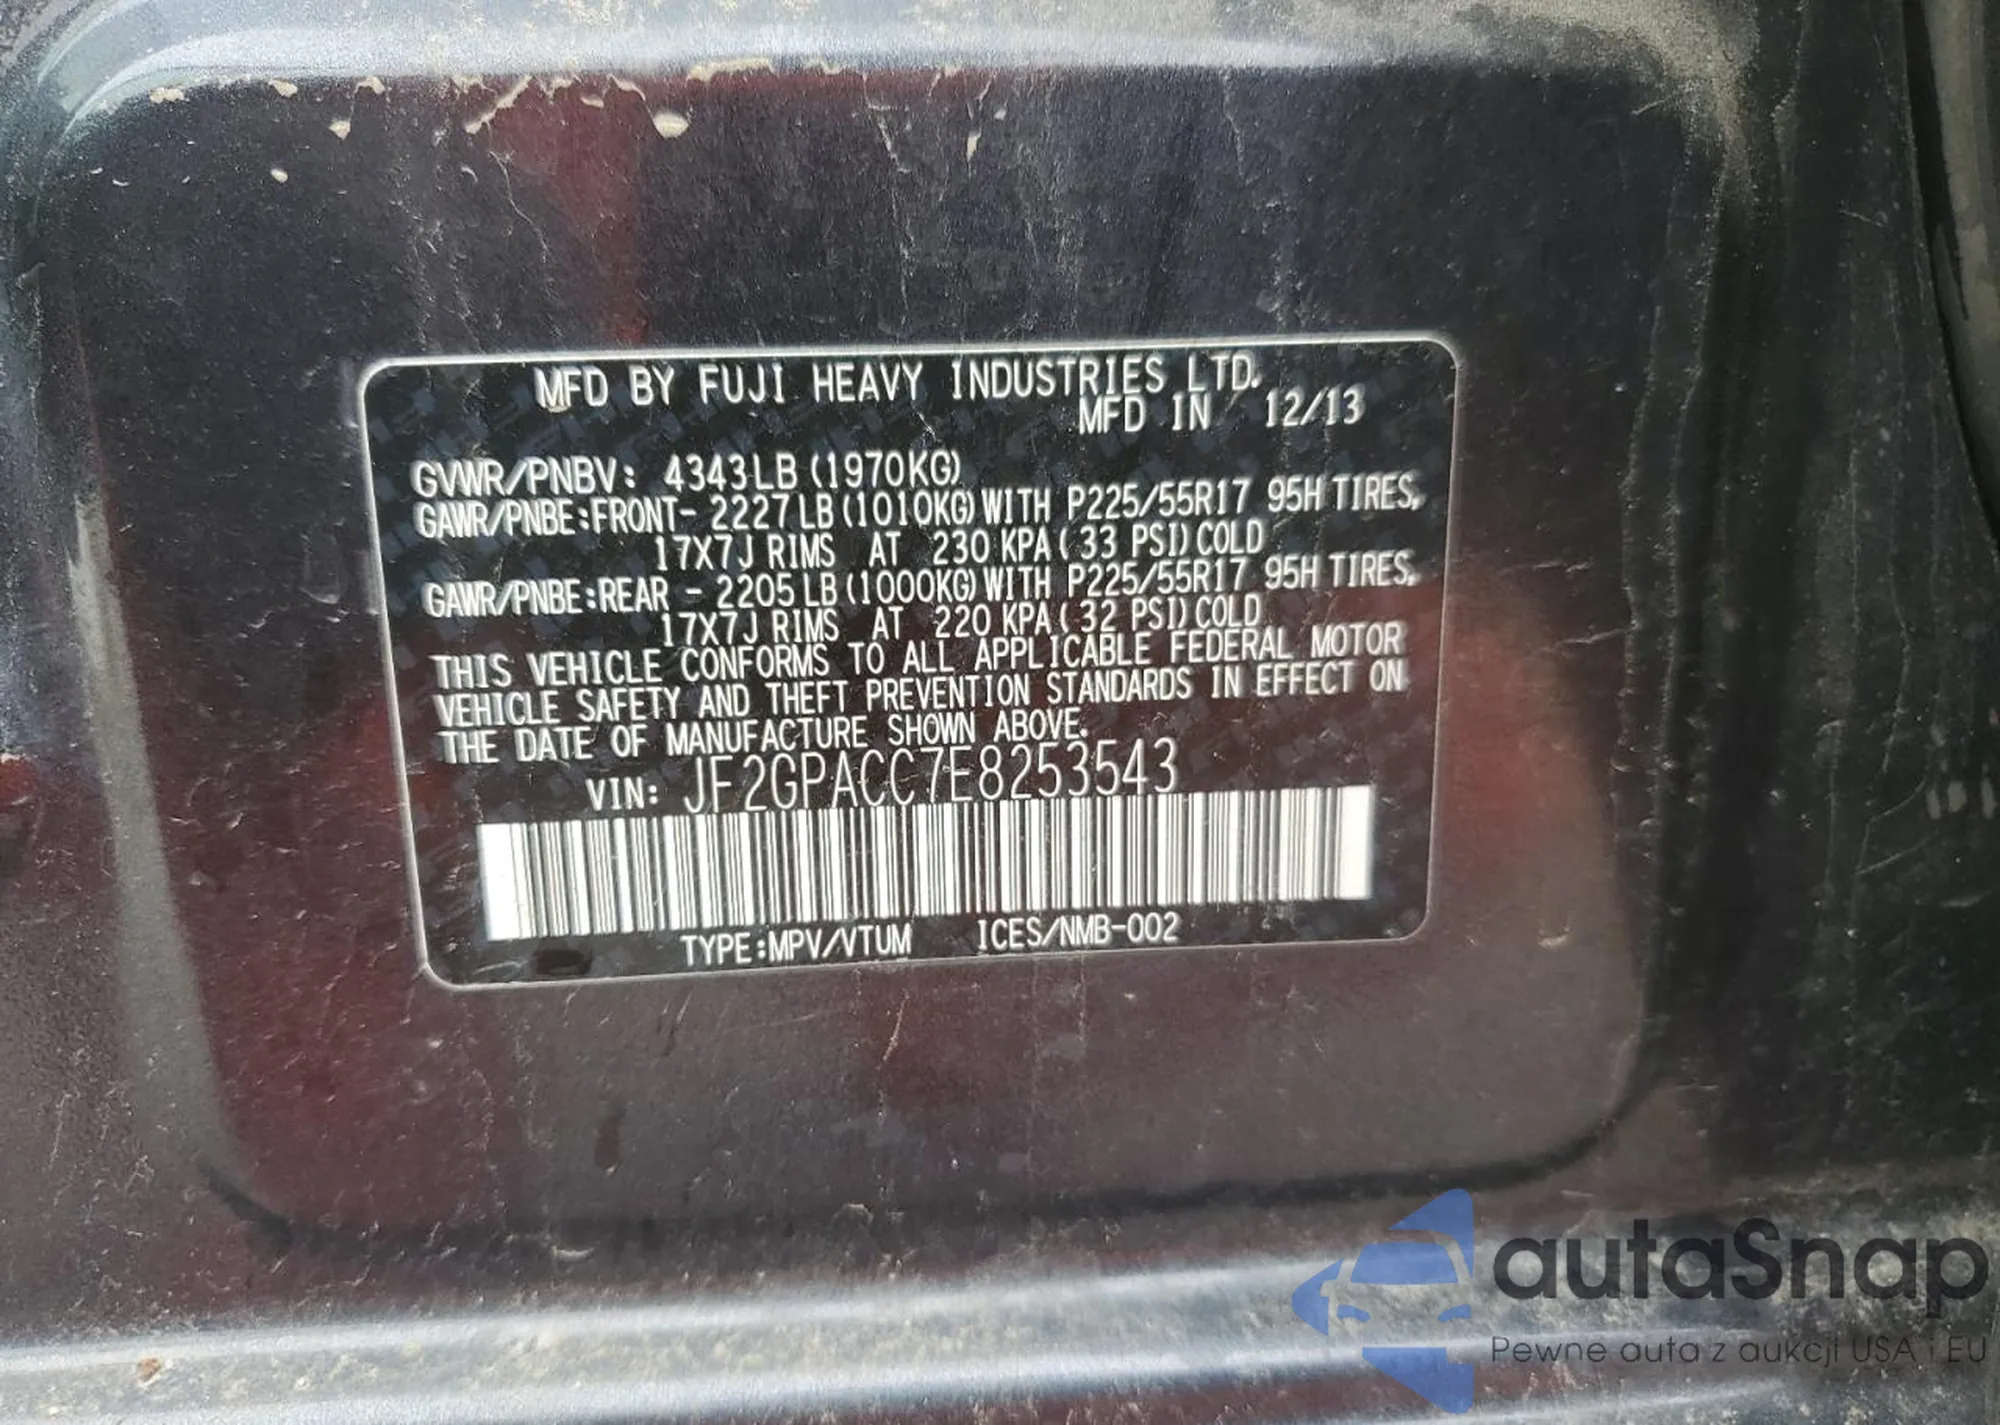 MFD BY FUJI HEAVY INDUSTRIES LTD.
MFD IN 12/13
GVWR/PNBV: 4343LB (1970KG)
GAWR/PNBE:FRONT- 2227LB (1010KG) WITH P225/55R17 95H TIRES,
17X7J RIMS AT 230 KPA( 33 PSI) COLD
GAWR/PNBE:REAR - 2205LB (1000KG) WITH P225/55R17 95H TIRES,
17X7J RIMS AT 220 KPA( 32 PSI) COLD
THIS VEHICLE CONFORMS TO ALL APPLICABLE FEDERAL MOTOR
VEHICLE SAFETY AND THEFT PREVENTION STANDARDS IN EFFECT ON
THE DATE OF MANUFACTURE SHOWN ABOVE.
VIN: JF2GPACC7E8253543
TYPE:MPV/VTUM ICES/NMB-002
autaSnap
Pewne auta z aukcji USA i EU